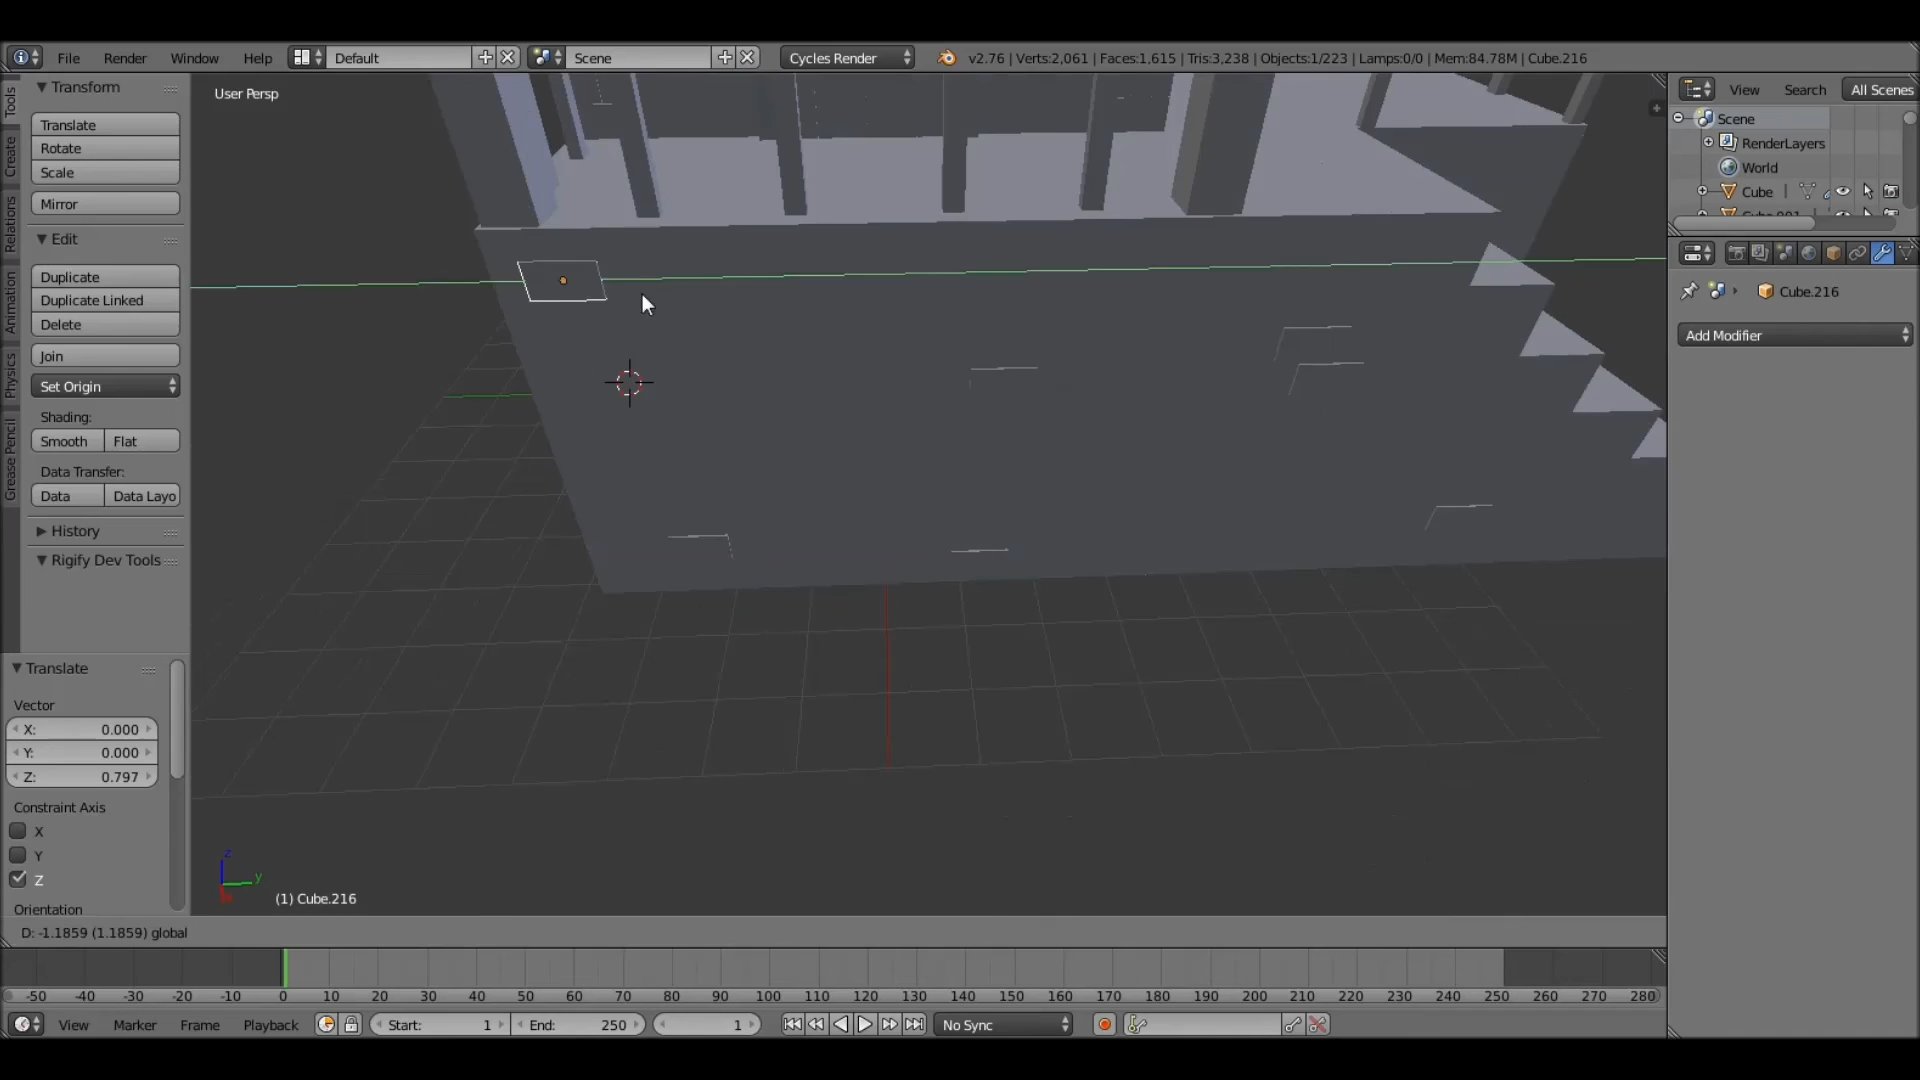 File Render Window Help Default Scene Cycles Render v2.76 | Verts:2,061 | Faces:1,615 | Tris:3,238 | Objects:1/223 | Lamps:0/0 | Mem:84.78M | Cube.216
Tools
Create
Relations
Animation
Physics
Grease Pencil
Transform
Translate
Rotate
Scale
Mirror
Edit
Duplicate
Duplicate Linked
Delete
Join
Set Origin
Shading:
Smooth Flat
Data Transfer:
Data Data Layo
History
Rigify Dev Tools
Translate
Vector
X: 0.000
Y: 0.000
Z: 0.797
Constraint Axis
X
Y
Z
Orientation
User Persp
z
y
(1) Cube.216
D: -1.1859 (1.1859) global
View Search All Scenes
Scene
RenderLayers
World
Cube
Cube.216
Add Modifier
-50 -40 -30 -20 -10 0 10 20 30 40 50 60 70 80 90 100 110 120 130 140 150 160 170 180 190 200 210 220 230 240 250 260 270 280
View Marker Frame Playback Start: 1 End: 250 1 No Sync